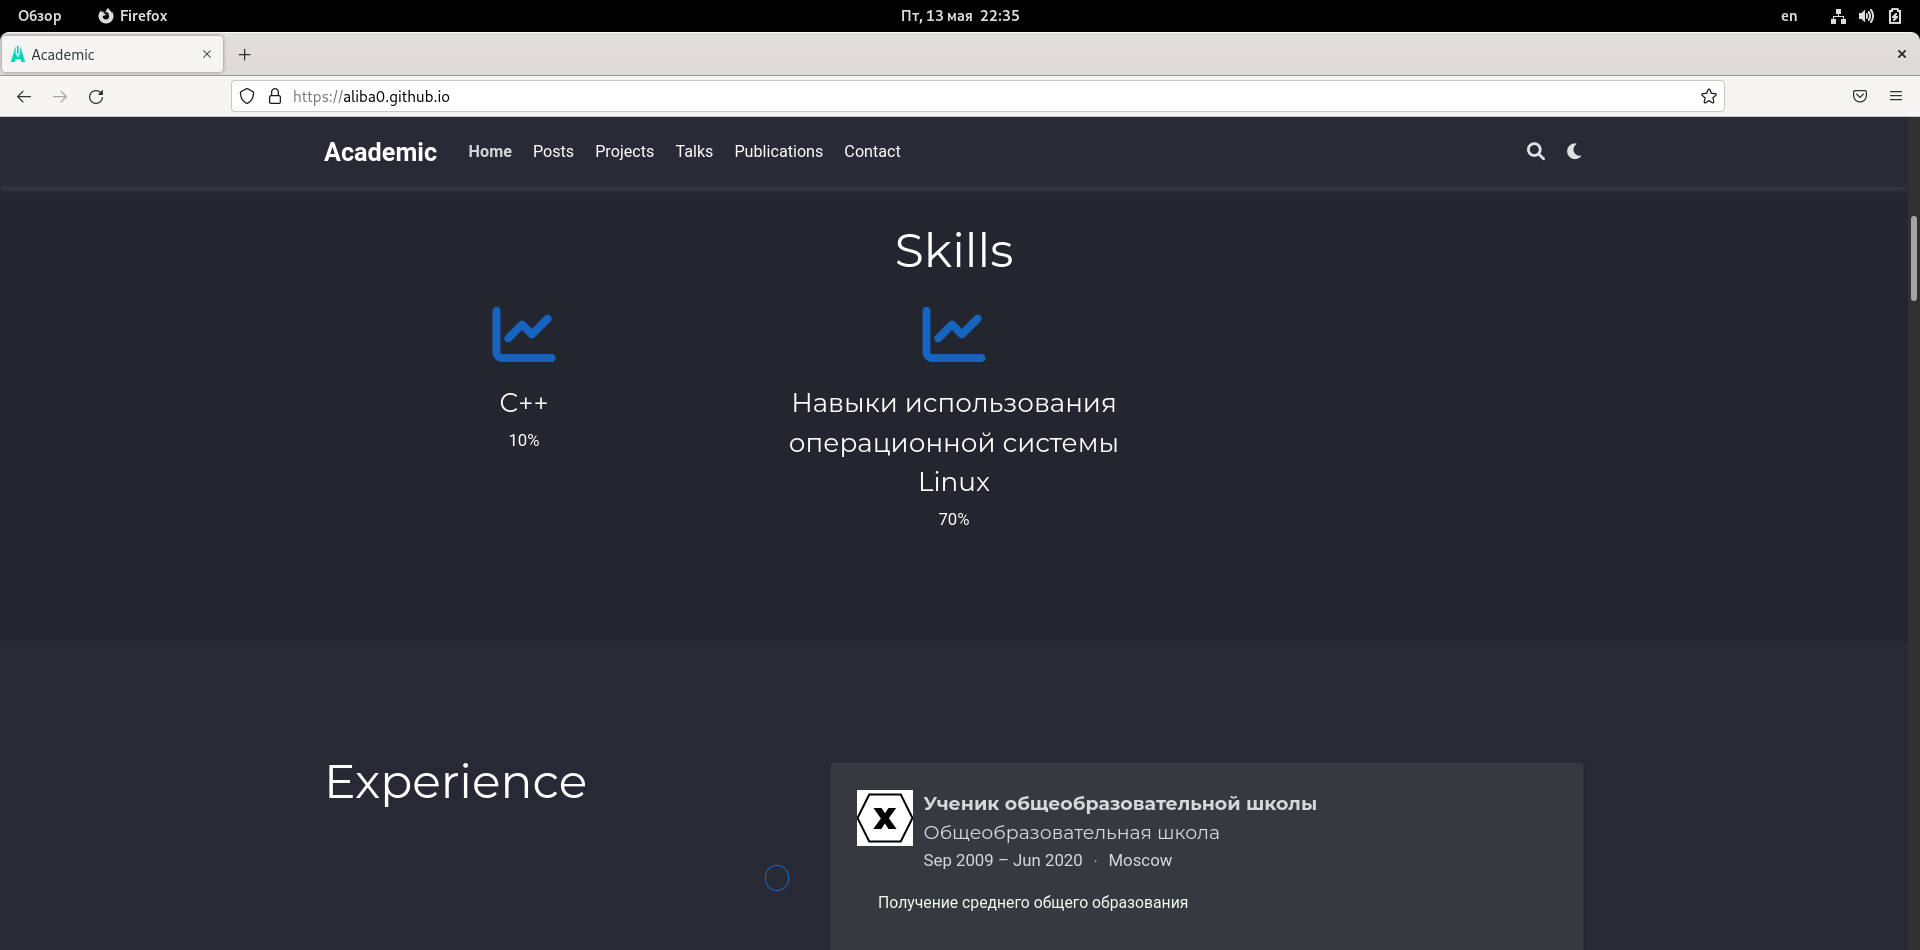 Обзор Firefox Пт, 13 мая 22:35 en
Academic
https://aliba0.github.io
Academic Home Posts Projects Talks Publications Contact
Skills
C++
10%
Навыки использования
операционной системы
Linux
70%
Experience
X
Ученик общеобразовательной школы
Общеобразовательная школа
Sep 2009 – Jun 2020 · Moscow
Получение среднего общего образования